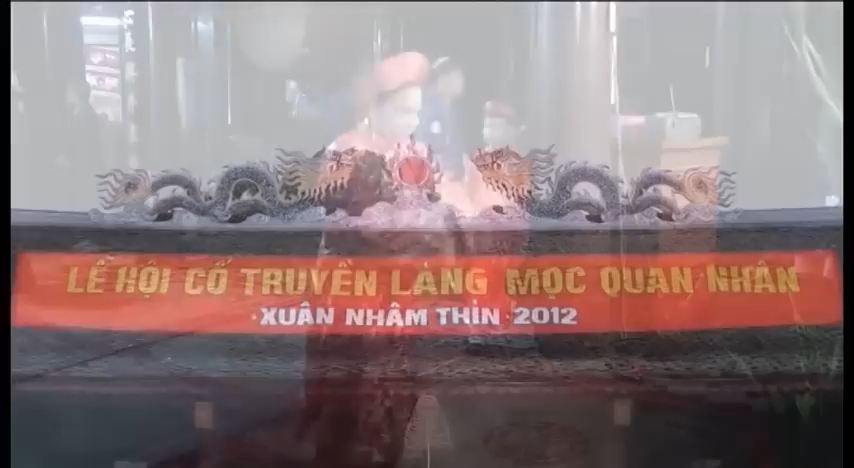 LỄ HỘI CỔ TRUYỀN LÀNG MỌC QUAN NHÂN
XUÂN NHÂM THÌN 2012